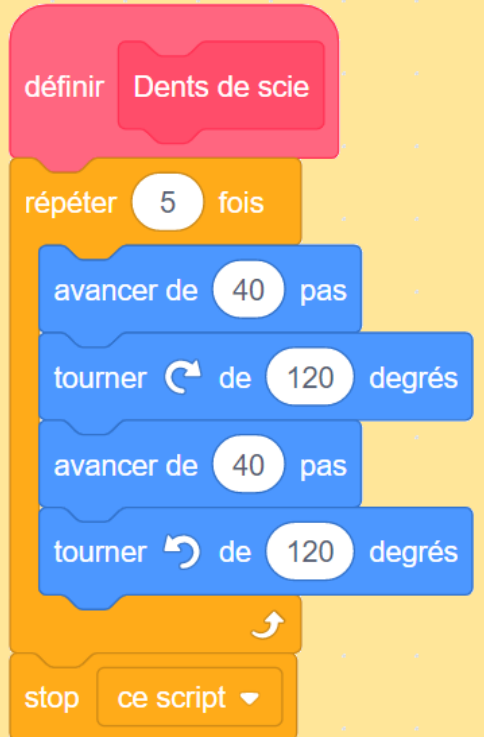 définir Dents de scie
répéter 5 fois
avancer de 40 pas
tourner de 120 degrés
avancer de 40 pas
tourner de 120 degrés
stop ce script